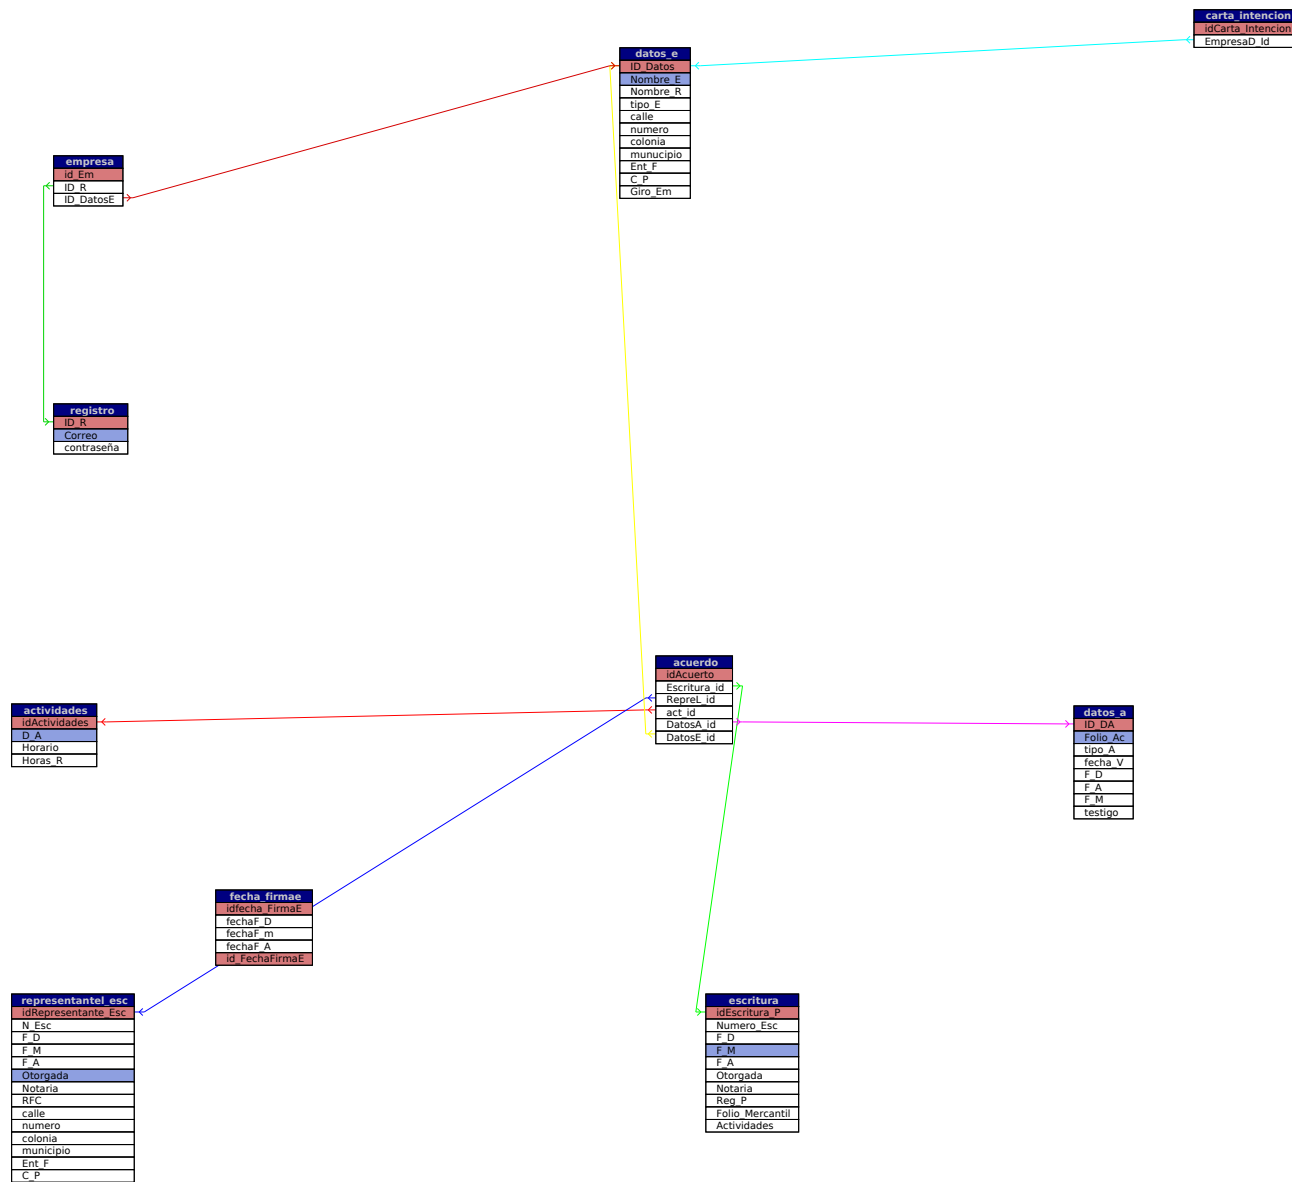 carta_intencion
idCarta_Intencion
EmpresaD_Id
datos_e
ID_Datos
Nombre_E
Nombre_R
tipo_E
calle
numero
colonia
munucipio
Ent_F
C_P
Giro_Em
empresa
id_Em
ID_R
ID_DatosE
registro
ID_R
Correo
contraseña
acuerdo
idAcuerto
Escritura_id
RepreL_id
act_id
DatosA_id
DatosE_id
actividades
idActividades
D_A
Horario
Horas_R
datos_a
ID_DA
Folio_Ac
tipo_A
fecha_V
F_D
F_A
F_M
testigo
fecha_firmae
idfecha_FirmaE
fechaF_D
fechaF_m
fechaF_A
id_FechaFirmaE
representantel_esc
idRepresentante_Esc
N_Esc
F_D
F_M
F_A
Otorgada
Notaria
RFC
calle
numero
colonia
municipio
Ent_F
C_P
escritura
idEscritura_P
Numero_Esc
F_D
F_M
F_A
Otorgada
Notaria
Reg_P
Folio_Mercantil
Actividades